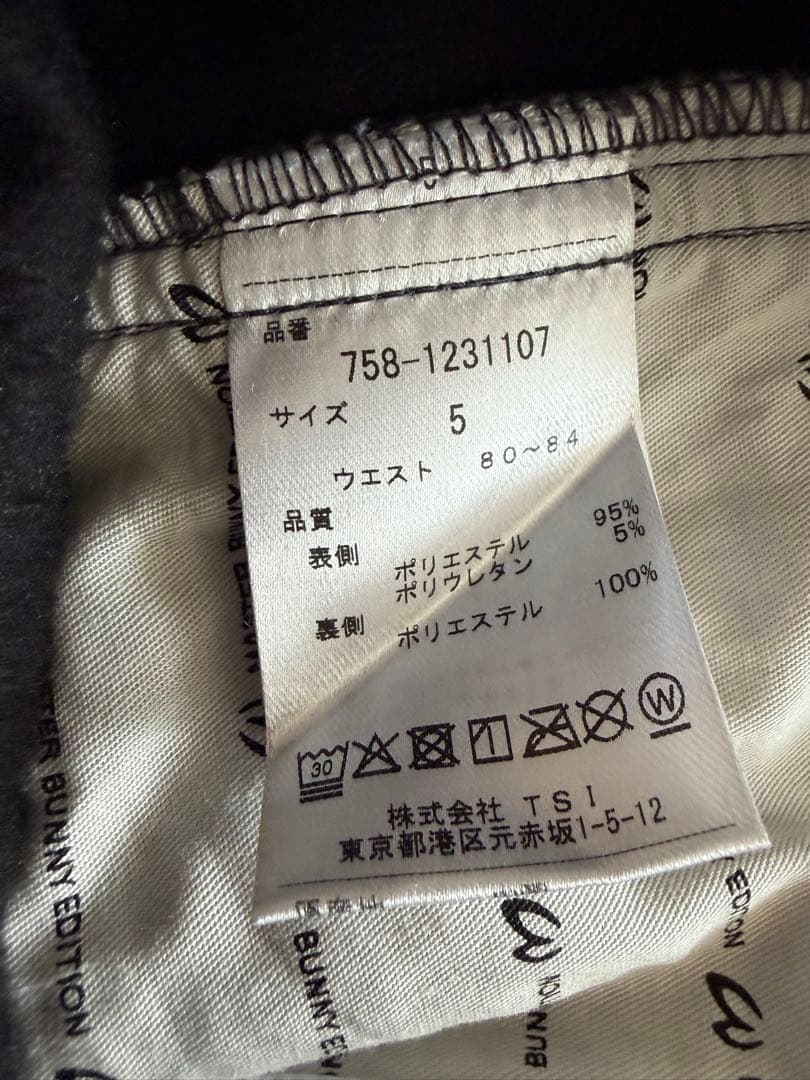 品番
758-1231107
サイズ 5
ウエスト 80~84
品質
表側 ポリエステル 95%
ポリウレタン 5%
裏側 ポリエステル 100%
30
W
株式会社 TSI
東京都港区元赤坂1-5-12
BUNNY EDITION
BUNNY EDITION
EDITION
BUNNY